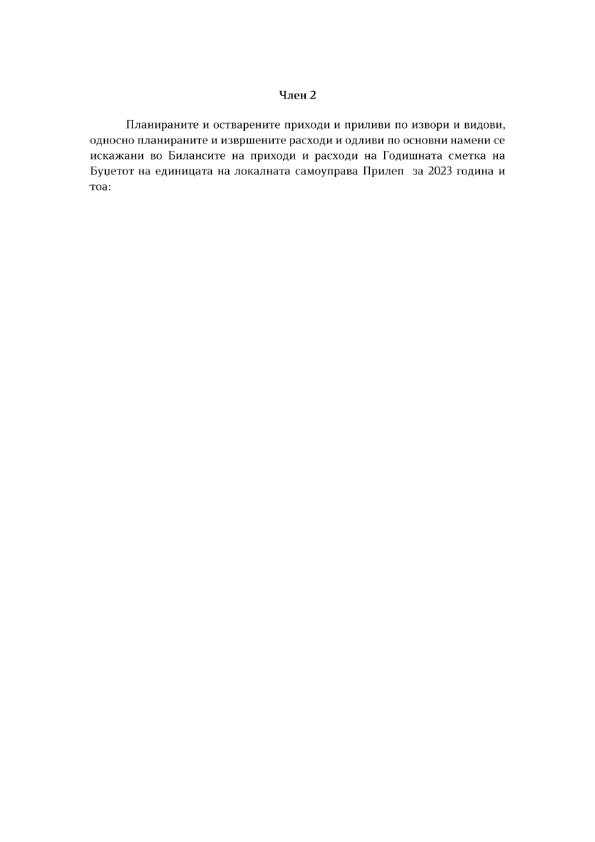 Член 2
Планираните и остварените приходи и приливи по извори и видови,
односно планираните и извршените расходи и одливи по основни намени се
искажани во Билансите на приходи и расходи на Годишната сметка на
Буџетот на единицата на локалната самоуправа Прилеп за 2023 година и
тоа: